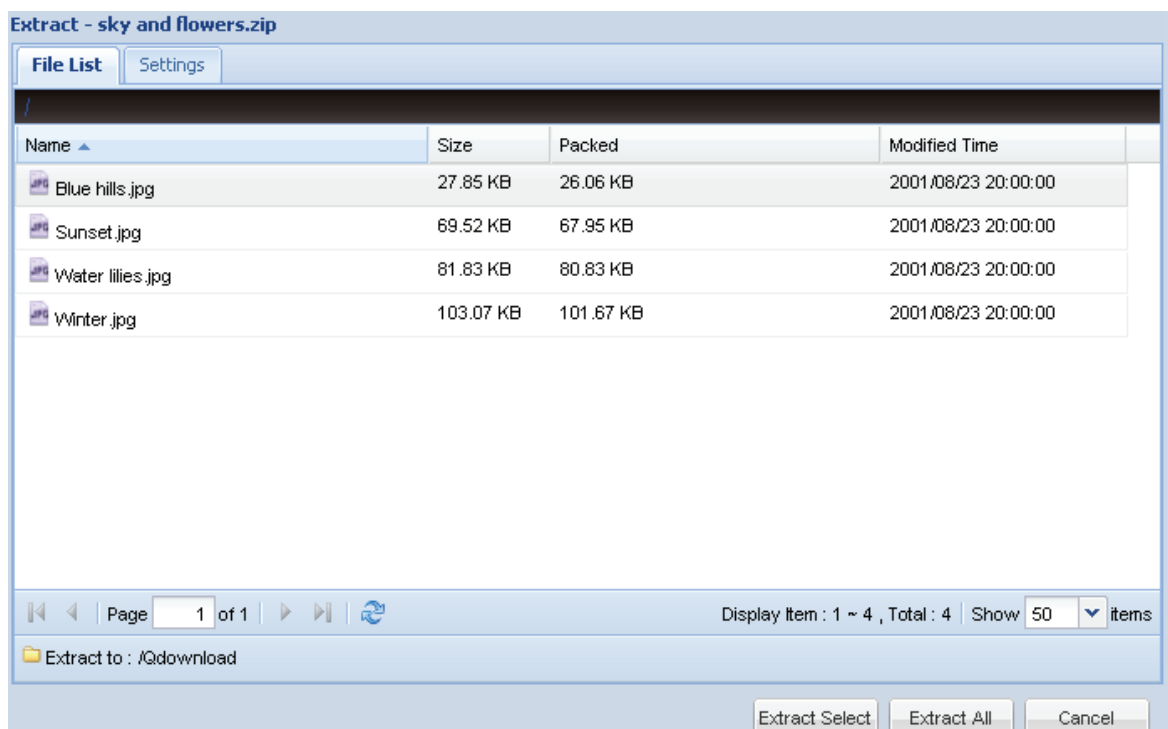 Extract - sky and flowers.zip
File List Settings
/
Name Size Packed Modified Time
JPG Blue hills.jpg 27.85 KB 26.06 KB 2001/08/23 20:00:00
JPG Sunset.jpg 69.52 KB 67.95 KB 2001/08/23 20:00:00
JPG Water lilies.jpg 81.83 KB 80.83 KB 2001/08/23 20:00:00
JPG Winter.jpg 103.07 KB 101.67 KB 2001/08/23 20:00:00
Page 1 of 1 Display Item : 1 ~ 4 , Total : 4 Show 50 items
Extract to : /Qdownload
Extract Select Extract All Cancel